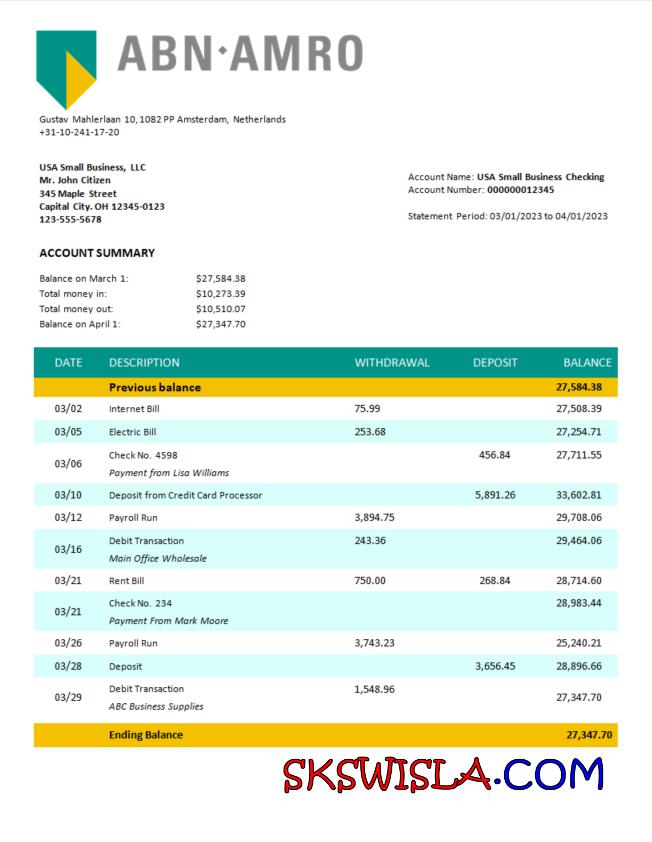 ABN·AMRO
Gustav Mahlerlaan 10, 1082 PP Amsterdam, Netherlands
+31-10-241-17-20
USA Small Business, LLC
Mr. John Citizen
345 Maple Street
Capital City. OH 12345-0123
123-555-5678
Account Name: USA Small Business Checking
Account Number: 000000012345
Statement Period: 03/01/2023 to 04/01/2023
ACCOUNT SUMMARY
Balance on March 1: $27,584.38
Total money in: $10,273.39
Total money out: $10,510.07
Balance on April 1: $27,347.70
DATE DESCRIPTION WITHDRAWAL DEPOSIT BALANCE
Previous balance 27,584.38
03/02 Internet Bill 75.99 27,508.39
03/05 Electric Bill 253.68 27,254.71
03/06 Check No. 4598 456.84 27,711.55
Payment from Lisa Williams
03/10 Deposit from Credit Card Processor 5,891.26 33,602.81
03/12 Payroll Run 3,894.75 29,708.06
03/16 Debit Transaction 243.36 29,464.06
Main Office Wholesale
03/21 Rent Bill 750.00 268.84 28,714.60
03/21 Check No. 234 28,983.44
Payment From Mark Moore
03/26 Payroll Run 3,743.23 25,240.21
03/28 Deposit 3,656.45 28,896.66
03/29 Debit Transaction 1,548.96 27,347.70
ABC Business Supplies
Ending Balance 27,347.70
SKSWISLA.COM